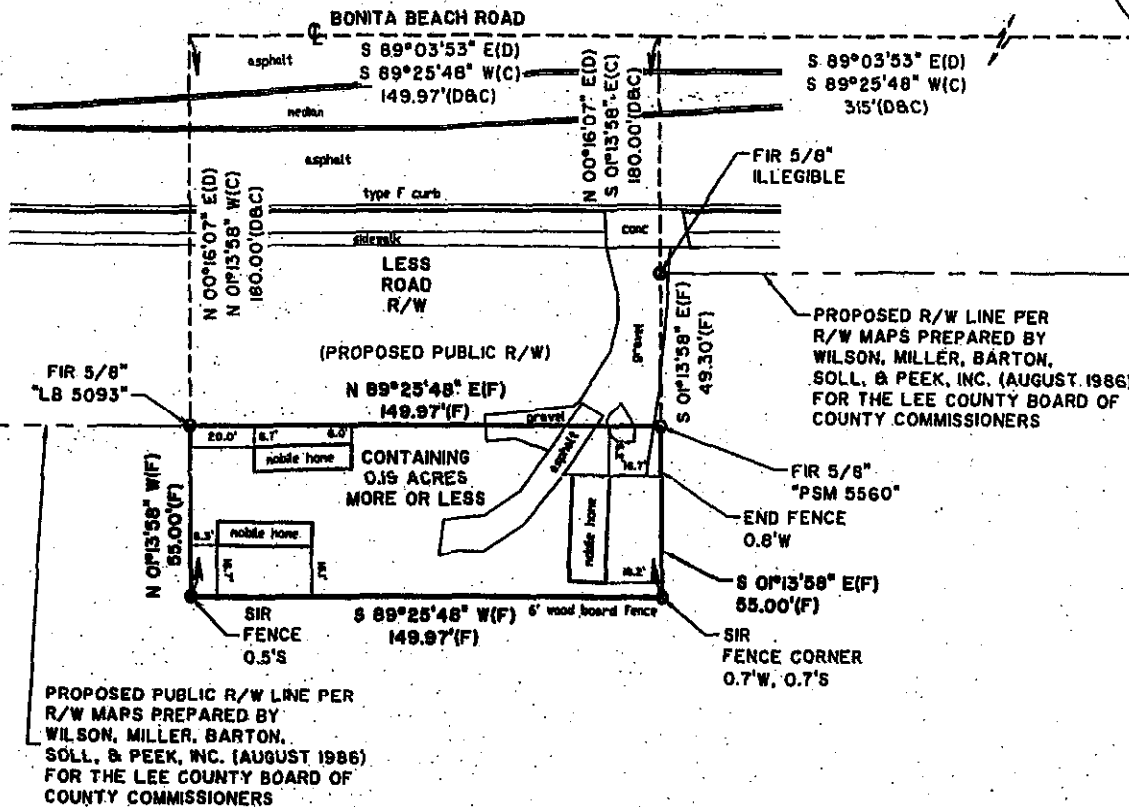 ℄ BONITA BEACH ROAD
asphalt
S 89°03'53" E(D)
S 89°25'48" W(C)
149.97'(D&C)
N 00°16'07" E(D)
S 01°13'58" E(C)
180.00'(D&C)
S 89°03'53" E(D)
S 89°25'48" W(C)
315'(D&C)
median
asphalt
FIR 5/8"
ILLEGIBLE
type F curb
conc
sidewalk
N 00°16'07" E(D)
N 01°13'58" W(C)
180.00'(D&C)
LESS
ROAD
R/W
gravel
S 01°13'58" E(F)
49.30'(F)
PROPOSED R/W LINE PER
R/W MAPS PREPARED BY
WILSON, MILLER, BARTON,
SOLL, & PEEK, INC. (AUGUST 1986)
FOR THE LEE COUNTY BOARD OF
COUNTY COMMISSIONERS
(PROPOSED PUBLIC R/W)
FIR 5/8"
"LB 5093"
N 89°25'48" E(F)
149.97'(F)
gravel
20.0'
6.0'
mobile home
asphalt
CONTAINING
0.19 ACRES
MORE OR LESS
16.7'
FIR 5/8"
"PSM 5560"
END FENCE
0.8'W
N 01°13'58" W(F)
55.00'(F)
mobile home
mobile home
S 01°13'58" E(F)
55.00'(F)
SIR
FENCE
0.5'S
S 89°25'48" W(F)
149.97'(F)
6' wood board fence
SIR
FENCE CORNER
0.7'W, 0.7'S
PROPOSED PUBLIC R/W LINE PER
R/W MAPS PREPARED BY
WILSON, MILLER, BARTON,
SOLL, & PEEK, INC. (AUGUST 1986)
FOR THE LEE COUNTY BOARD OF
COUNTY COMMISSIONERS